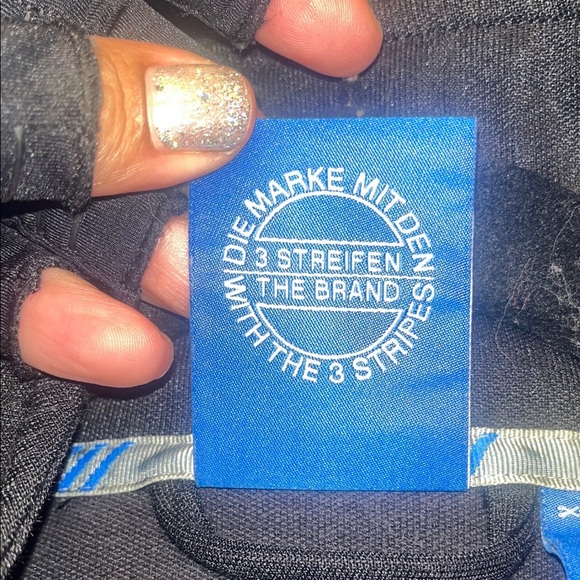 DIE MARKE MIT DEN
3 STREIFEN
THE BRAND
WITH THE 3 STRIPES